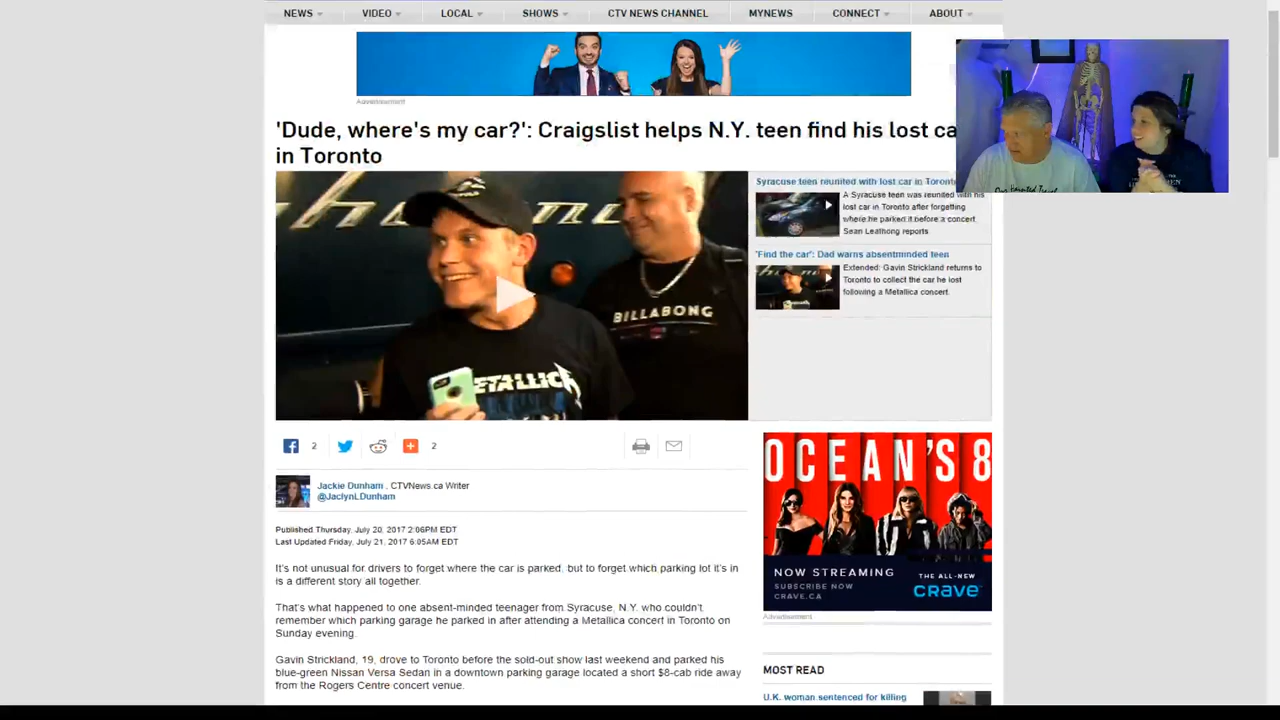 NEWS VIDEO LOCAL SHOWS CTV NEWS CHANNEL MYNEWS CONNECT ABOUT
Advertisement
'Dude, where's my car?': Craigslist helps N.Y. teen find his lost ca
in Toronto
BILLABONG
METALLICA
Syracuse teen reunited with lost car in Toronto
A Syracuse teen was reunited with his
lost car in Toronto after forgetting
where he parked it before a concert.
Sean Leathong reports
'Find the car': Dad warns absentminded teen
Extended: Gavin Strickland returns to
Toronto to collect the car he lost
following a Metallica concert
2 2
Jackie Dunham , CTVNews.ca Writer
@JaclynLDunham
Published Thursday, July 20, 2017 2:06PM EDT
Last Updated Friday, July 21, 2017 6:05AM EDT
It's not unusual for drivers to forget where the car is parked, but to forget which parking lot it's in
is a different story all together.
That's what happened to one absent-minded teenager from Syracuse, N.Y. who couldn't
remember which parking garage he parked in after attending a Metallica concert in Toronto on
Sunday evening.
Gavin Strickland, 19, drove to Toronto before the sold-out show last weekend and parked his
blue-green Nissan Versa Sedan in a downtown parking garage located a short $8-cab ride away
from the Rogers Centre concert venue.
OCEAN'S 8
NOW STREAMING
SUBSCRIBE NOW
CRAVE.CA
THE ALL-NEW
CRAVE
Advertisement
MOST READ
U.K. woman sentenced for killing